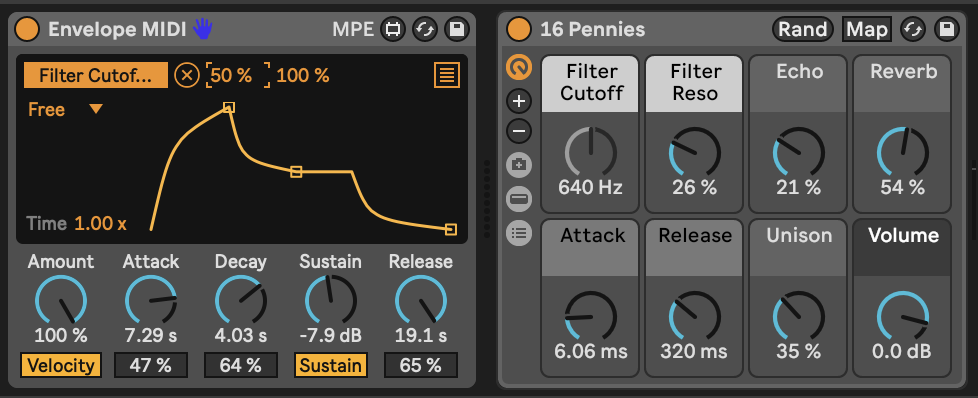 Envelope MIDI MPE
Filter Cutof... 50 % 100 %
Free
Time 1.00 x
Amount Attack Decay Sustain Release
100 % 7.29 s 4.03 s -7.9 dB 19.1 s
Velocity 47 % 64 % Sustain 65 %
16 Pennies Rand Map
Filter Cutoff Filter Reso Echo Reverb
640 Hz 26 % 21 % 54 %
Attack Release Unison Volume
6.06 ms 320 ms 35 % 0.0 dB